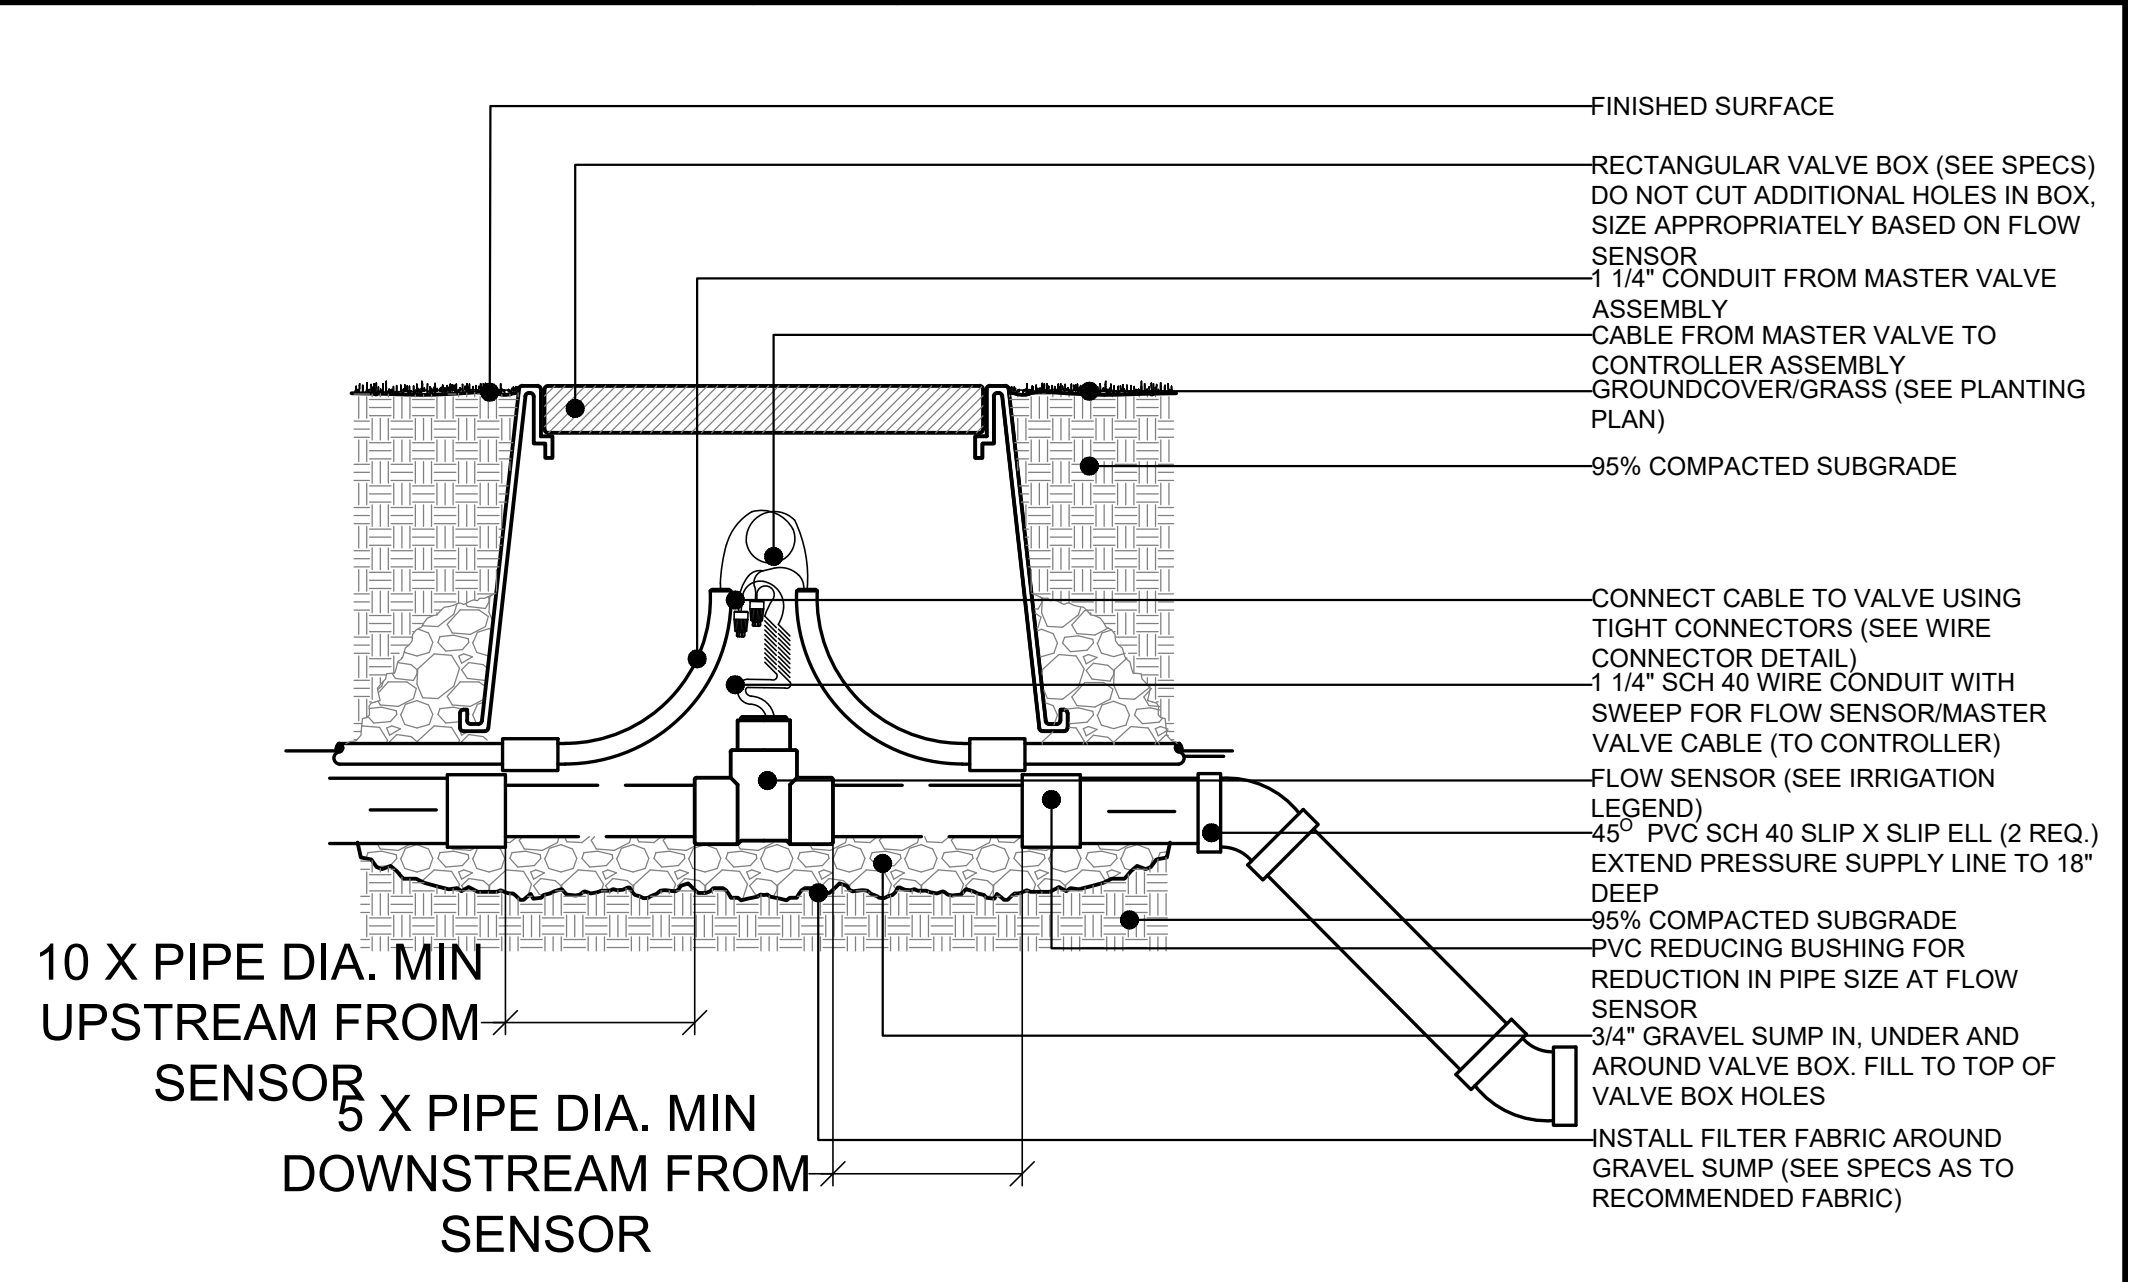 FINISHED SURFACE
RECTANGULAR VALVE BOX (SEE SPECS)
DO NOT CUT ADDITIONAL HOLES IN BOX,
SIZE APPROPRIATELY BASED ON FLOW
SENSOR
1 1/4" CONDUIT FROM MASTER VALVE
ASSEMBLY
CABLE FROM MASTER VALVE TO
CONTROLLER ASSEMBLY
GROUNDCOVER/GRASS (SEE PLANTING
PLAN)
95% COMPACTED SUBGRADE
CONNECT CABLE TO VALVE USING
TIGHT CONNECTORS (SEE WIRE
CONNECTOR DETAIL)
1 1/4" SCH 40 WIRE CONDUIT WITH
SWEEP FOR FLOW SENSOR/MASTER
VALVE CABLE (TO CONTROLLER)
FLOW SENSOR (SEE IRRIGATION
LEGEND)
45° PVC SCH 40 SLIP X SLIP ELL (2 REQ.)
EXTEND PRESSURE SUPPLY LINE TO 18"
DEEP
95% COMPACTED SUBGRADE
PVC REDUCING BUSHING FOR
REDUCTION IN PIPE SIZE AT FLOW
SENSOR
3/4" GRAVEL SUMP IN, UNDER AND
AROUND VALVE BOX. FILL TO TOP OF
VALVE BOX HOLES
INSTALL FILTER FABRIC AROUND
GRAVEL SUMP (SEE SPECS AS TO
RECOMMENDED FABRIC)
10 X PIPE DIA. MIN
UPSTREAM FROM
SENSOR
5 X PIPE DIA. MIN
DOWNSTREAM FROM
SENSOR